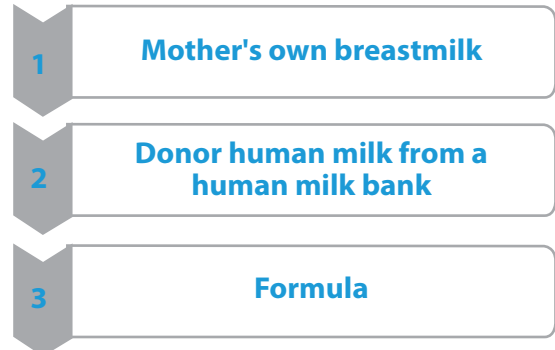 1
Mother's own breastmilk
2
Donor human milk from a
human milk bank
3
Formula